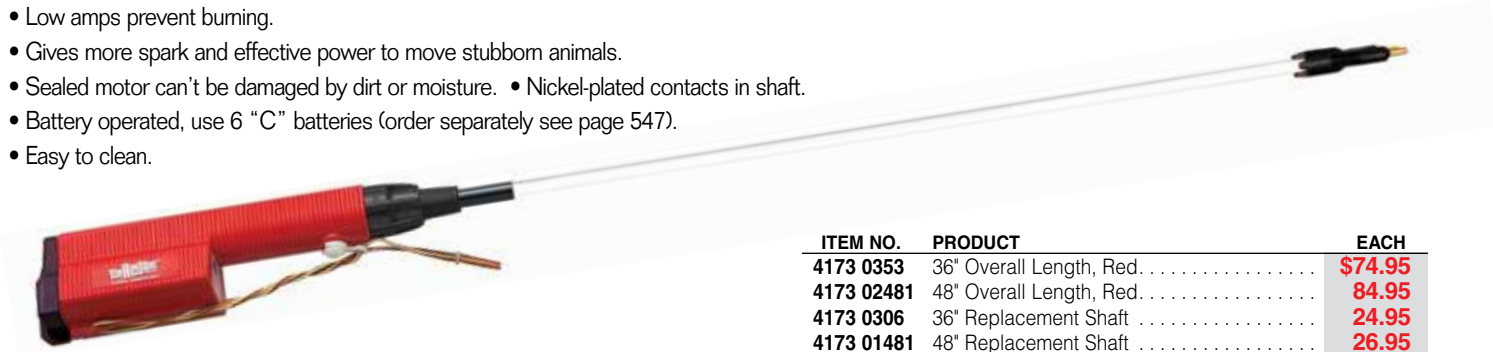 • Low amps prevent burning.
• Gives more spark and effective power to move stubborn animals.
• Sealed motor can't be damaged by dirt or moisture. • Nickel-plated contacts in shaft.
• Battery operated, use 6 “C” batteries (order separately see page 547).
• Easy to clean.
ITEM NO. PRODUCT EACH
4173 0353 36" Overall Length, Red. . . . . . . . . . . . . . . . . $74.95
4173 02481 48" Overall Length, Red. . . . . . . . . . . . . . . . . 84.95
4173 0306 36" Replacement Shaft . . . . . . . . . . . . . . . . . 24.95
4173 01481 48" Replacement Shaft . . . . . . . . . . . . . . . . . 26.95